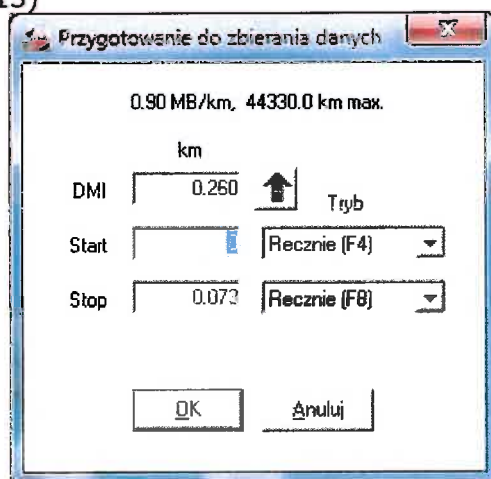 13)
Przygotowanie do zbierania danych
0.90 MB/km, 44330.0 km max.
km
DMI 0.260
Tryb
Start Recznie (F4)
Stop 0.073 Recznie (F8)
OK Anuluj